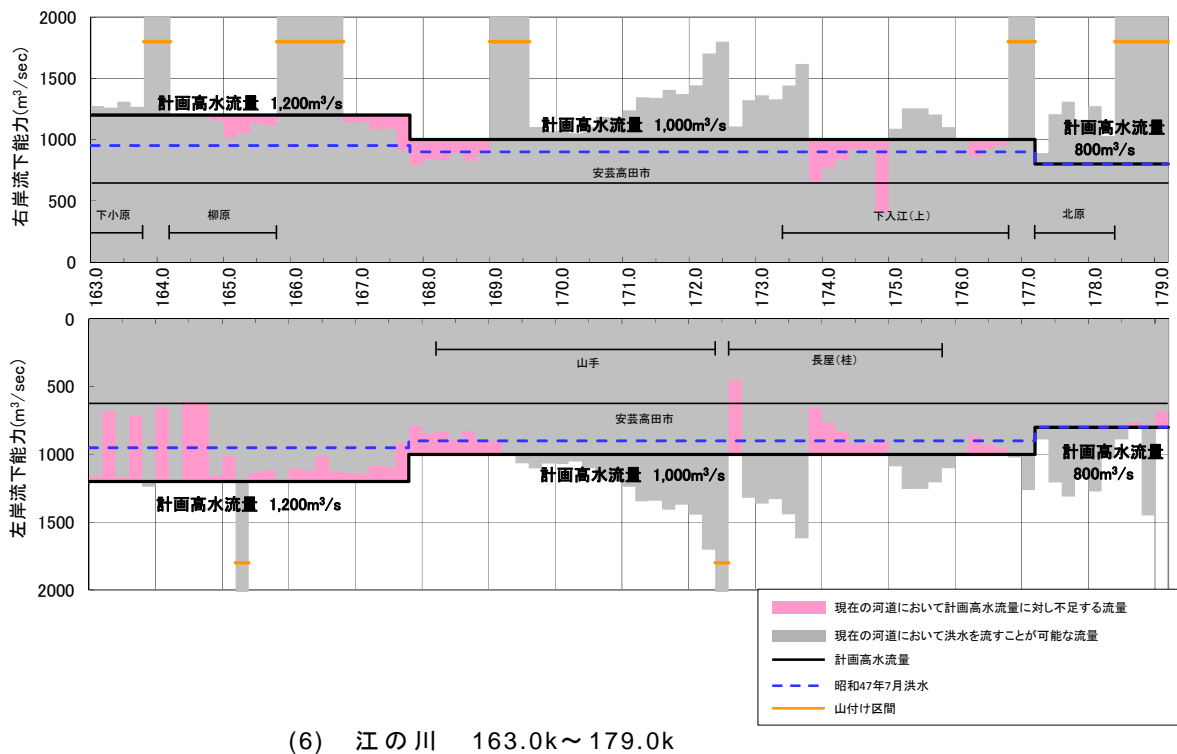 右岸流下能力(m³/sec)
2000
1500
1000
500
0
計画高水流量 1,200m³/s
計画高水流量 1,000m³/s
計画高水流量
800m³/s
安芸高田市
下小原
柳原
下入江(上)
北原
163.0
164.0
165.0
166.0
167.0
168.0
169.0
170.0
171.0
172.0
173.0
174.0
175.0
176.0
177.0
178.0
179.0
左岸流下能力(m³/sec)
0
500
1000
1500
2000
山手
長屋(桂)
安芸高田市
計画高水流量 1,200m³/s
計画高水流量 1,000m³/s
計画高水流量
800m³/s
現在の河道において計画高水流量に対し不足する流量
現在の河道において洪水を流すことが可能な流量
計画高水流量
昭和47年7月洪水
山付け区間
(6) 江の川 163.0k~179.0k